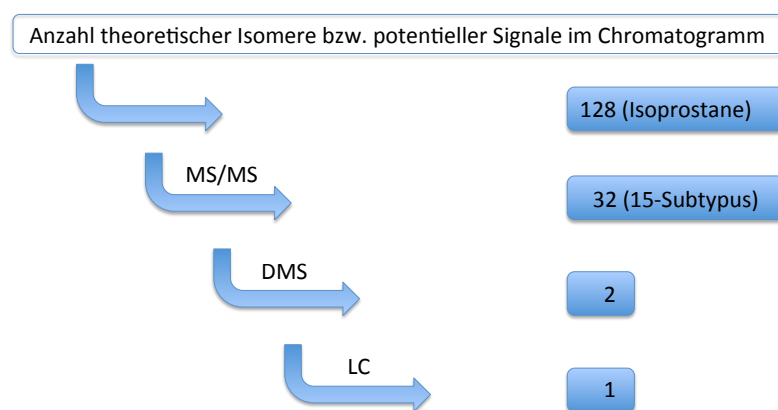 Anzahl theoretischer Isomere bzw. potentieller Signale im Chromatogramm
128 (Isoprostane)
MS/MS
32 (15-Subtypus)
DMS
2
LC
1